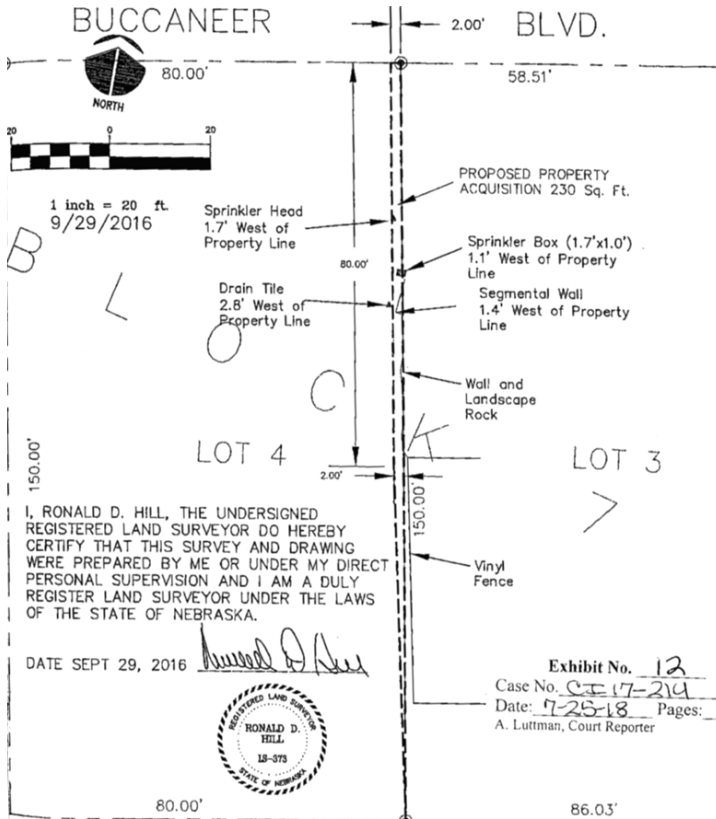 BUCCANEER BLVD.
2.00'
80.00'
58.51'
NORTH
20 0 20
1 inch = 20 ft.
9/29/2016
PROPOSED PROPERTY
ACQUISITION 230 Sq. Ft.
Sprinkler Head
1.7' West of
Property Line
80.00'
Sprinkler Box (1.7'x1.0')
1.1' West of Property
Line
Drain Tile
2.8' West of
Property Line
Segmental Wall
1.4' West of Property
Line
BLOCK 7
Wall and
Landscape
Rock
LOT 4
LOT 3
2.00'
150.00'
150.00'
I, RONALD D. HILL, THE UNDERSIGNED
REGISTERED LAND SURVEYOR DO HEREBY
CERTIFY THAT THIS SURVEY AND DRAWING
WERE PREPARED BY ME OR UNDER MY DIRECT
PERSONAL SUPERVISION AND I AM A DULY
REGISTER LAND SURVEYOR UNDER THE LAWS
OF THE STATE OF NEBRASKA.
Vinyl
Fence
DATE SEPT 29, 2016
REGISTERED LAND SURVEYOR
RONALD D.
HILL
LS-373
STATE OF NEBRASKA
Exhibit No. 12
Case No. CI 17-214
Date: 7-25-18 Pages:
A. Luttman, Court Reporter
80.00'
86.03'